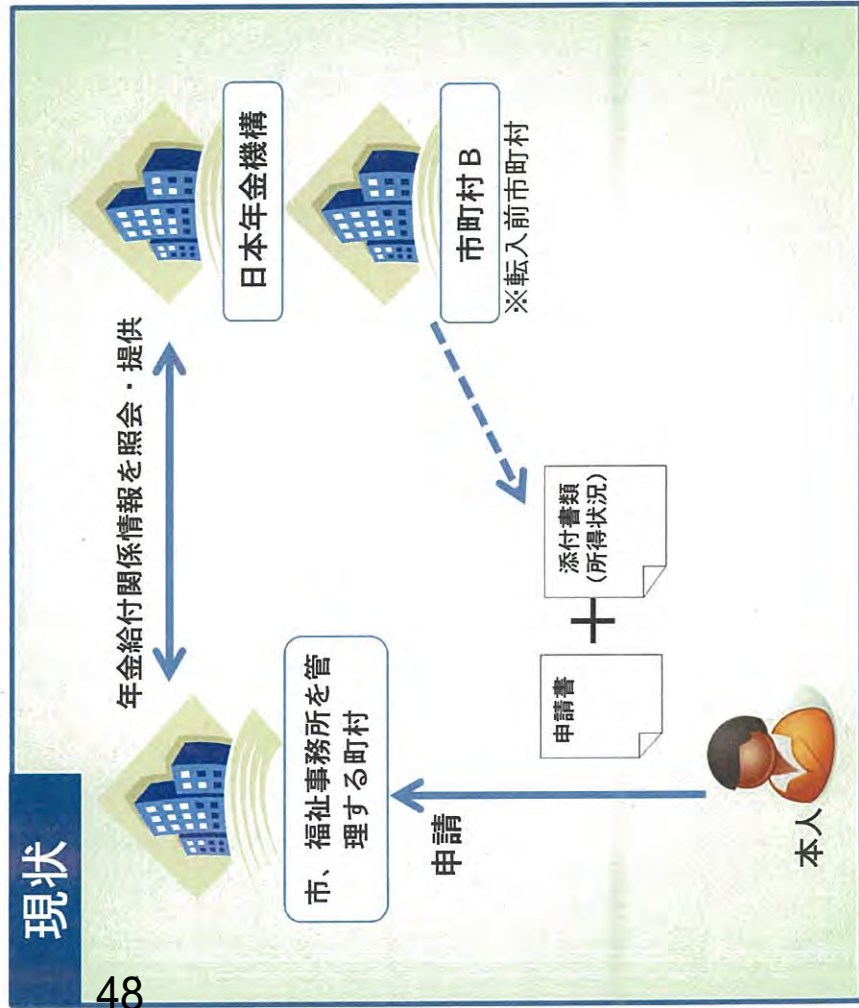 現状
年金給付関係情報を照会・提供
日本年金機構
市町村B
※転入前市町村
市、福祉事務所を管
理する町村
申請
申請書
添付書類
（所得状況）
本人
48